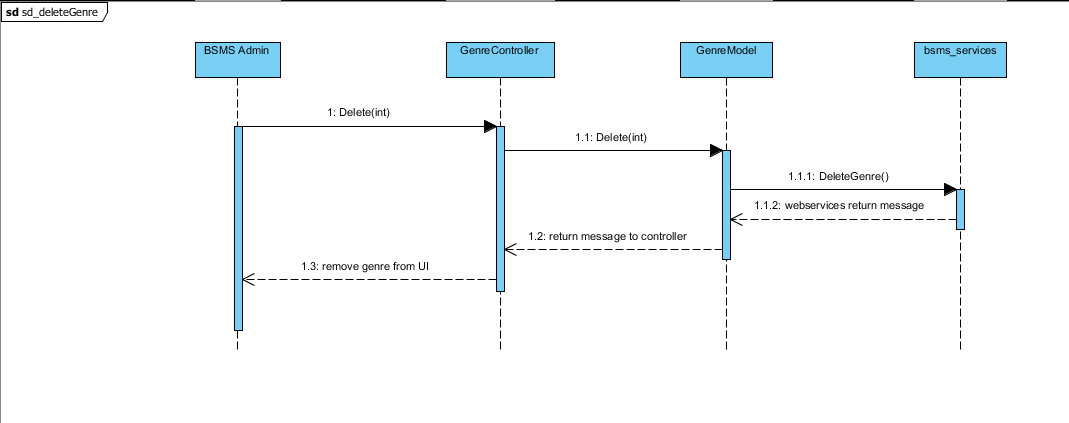 sd sd_deleteGenre
BSMS Admin
GenreController
GenreModel
bsms_services
1: Delete(int)
1.1: Delete(int)
1.1.1: DeleteGenre()
1.1.2: webservices return message
1.2: return message to controller
1.3: remove genre from UI